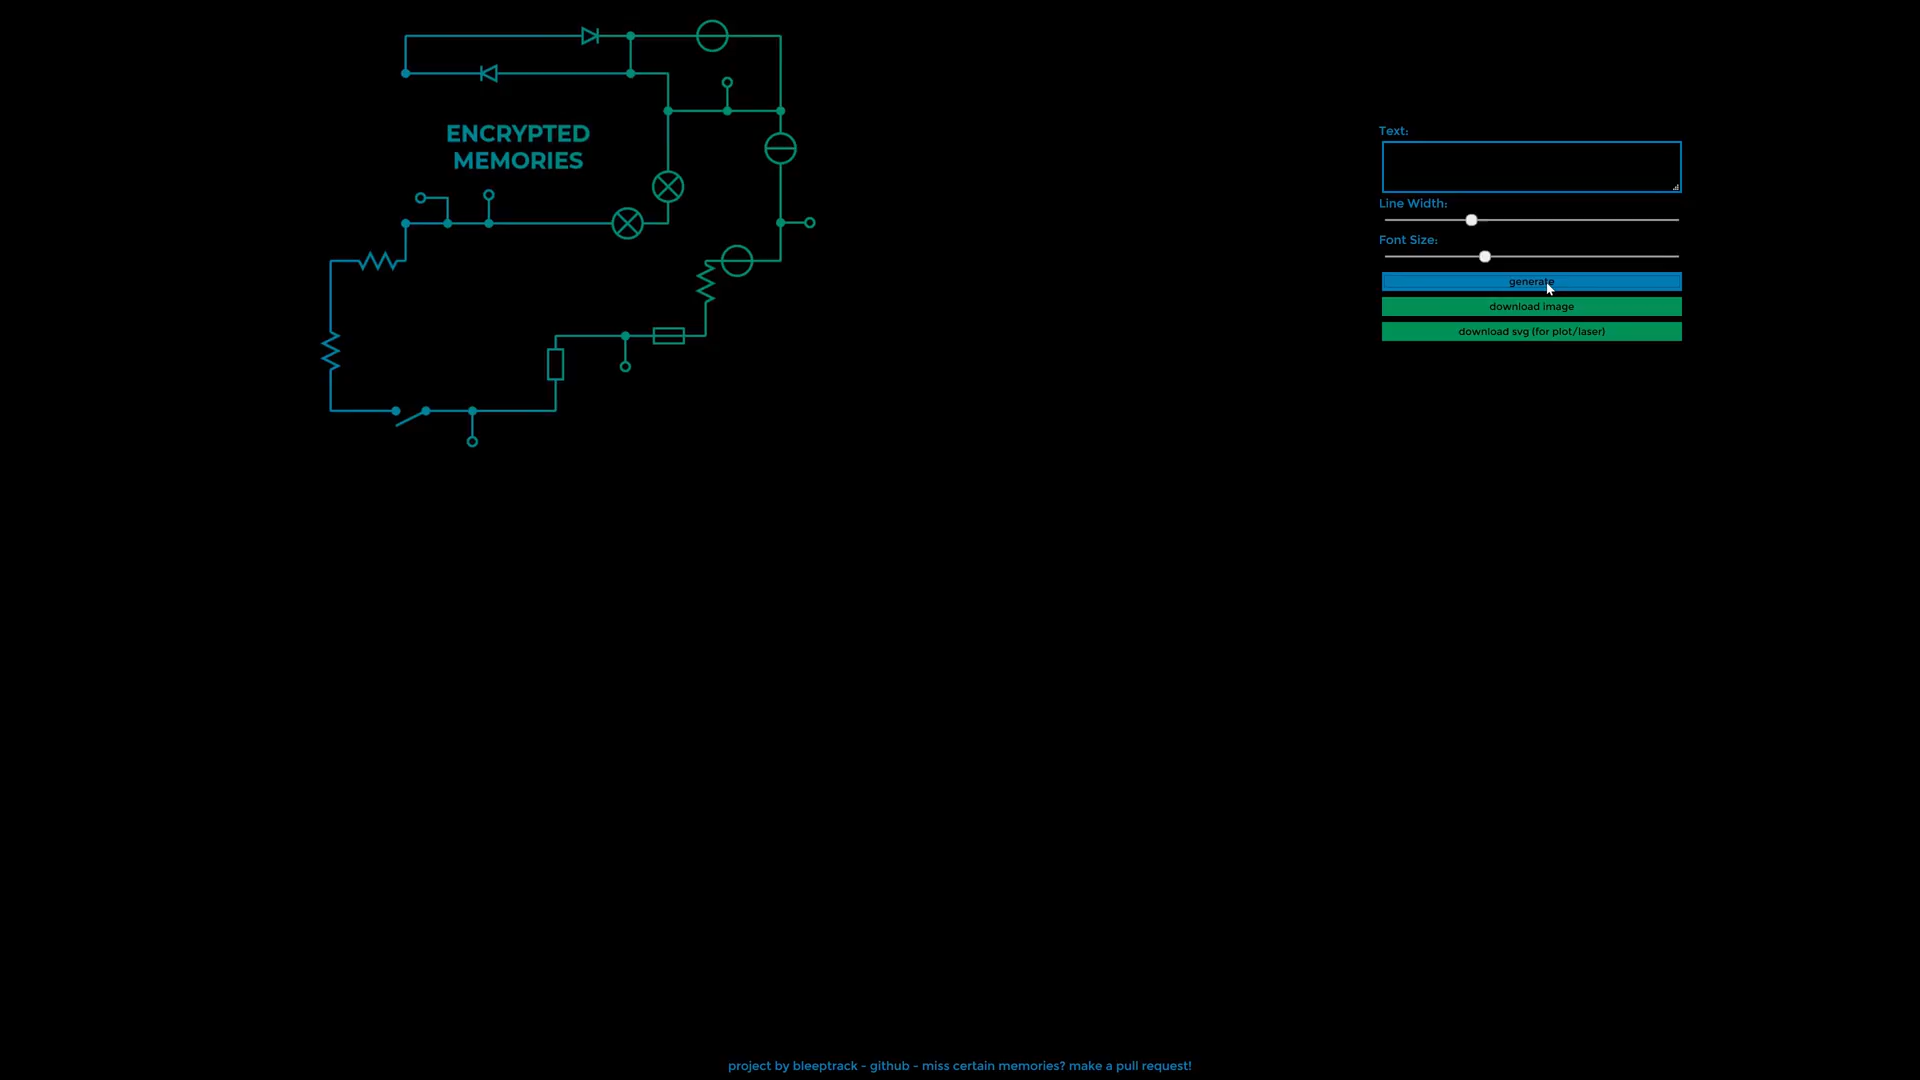 ENCRYPTED
MEMORIES
Text:
Line Width:
Font Size:
generate
download image
download svg (for plot/laser)
project by bleeptrack - github - miss certain memories? make a pull request!